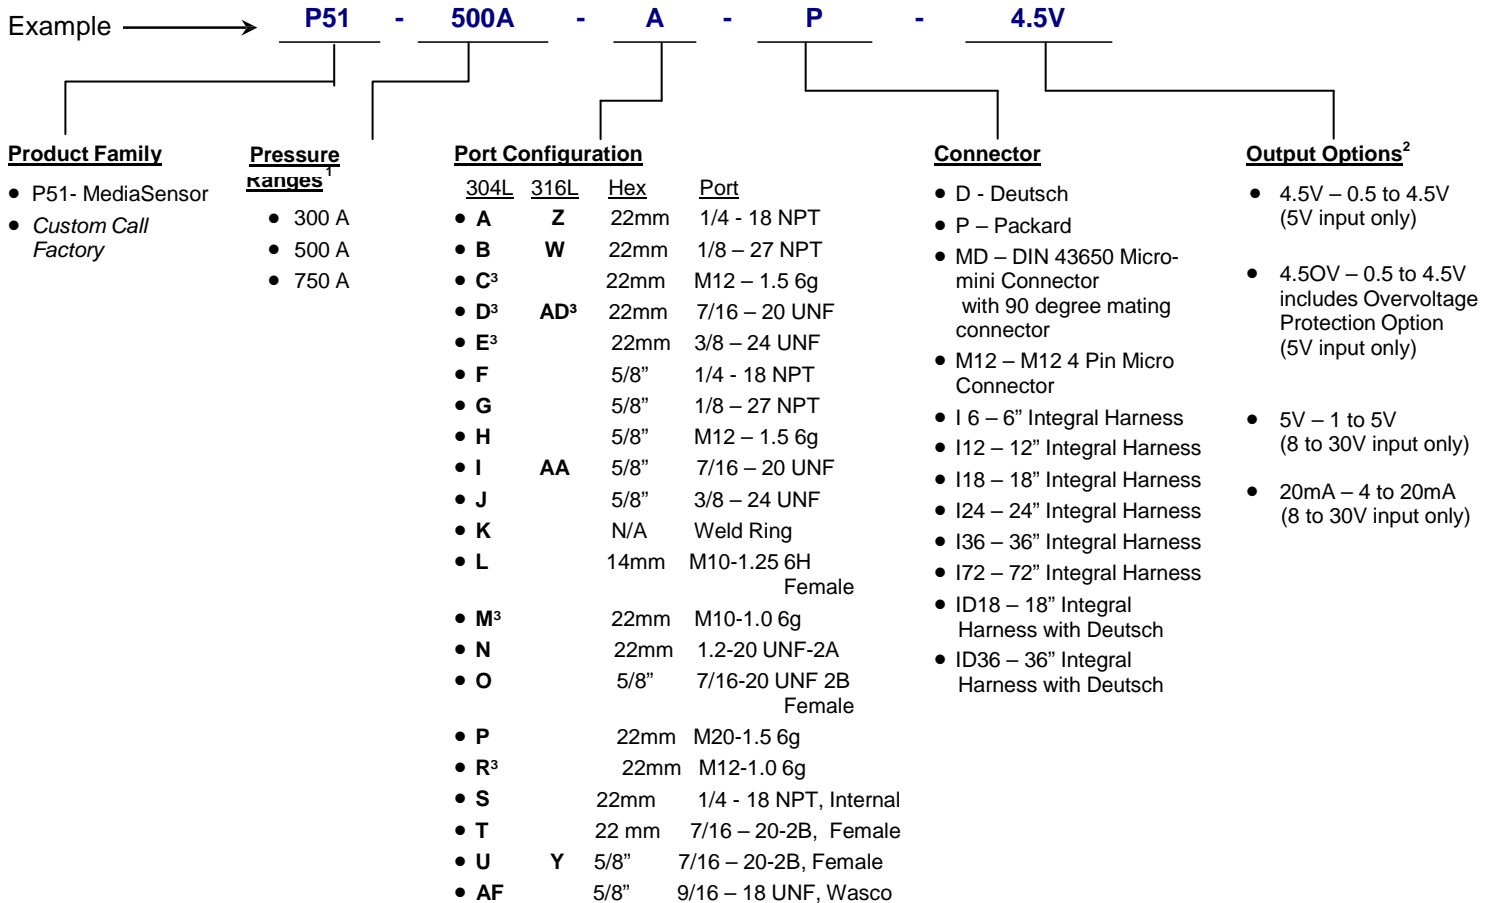 Example P51 - 500A - A - P - 4.5V
Product Family
• P51- MediaSensor
• Custom Call
Factory
Pressure
Ranges1
• 300 A
• 500 A
• 750 A
Port Configuration
304L 316L Hex Port
• A Z 22mm 1/4 - 18 NPT
• B W 22mm 1/8 – 27 NPT
• C³ 22mm M12 – 1.5 6g
• D³ AD³ 22mm 7/16 – 20 UNF
• E³ 22mm 3/8 – 24 UNF
• F 5/8” 1/4 - 18 NPT
• G 5/8” 1/8 – 27 NPT
• H 5/8” M12 – 1.5 6g
• I AA 5/8” 7/16 – 20 UNF
• J 5/8” 3/8 – 24 UNF
• K N/A Weld Ring
• L 14mm M10-1.25 6H
Female
• M³ 22mm M10-1.0 6g
• N 22mm 1.2-20 UNF-2A
• O 5/8” 7/16-20 UNF 2B
Female
• P 22mm M20-1.5 6g
• R³ 22mm M12-1.0 6g
• S 22mm 1/4 - 18 NPT, Internal
• T 22 mm 7/16 – 20-2B, Female
• U Y 5/8” 7/16 – 20-2B, Female
• AF 5/8” 9/16 – 18 UNF, Wasco
Connector
• D - Deutsch
• P – Packard
• MD – DIN 43650 Micro-
mini Connector
with 90 degree mating
connector
• M12 – M12 4 Pin Micro
Connector
• I 6 – 6” Integral Harness
• I12 – 12” Integral Harness
• I18 – 18” Integral Harness
• I24 – 24” Integral Harness
• I36 – 36” Integral Harness
• I72 – 72” Integral Harness
• ID18 – 18” Integral
Harness with Deutsch
• ID36 – 36” Integral
Harness with Deutsch
Output Options²
• 4.5V – 0.5 to 4.5V
(5V input only)
• 4.5OV – 0.5 to 4.5V
includes Overvoltage
Protection Option
(5V input only)
• 5V – 1 to 5V
(8 to 30V input only)
• 20mA – 4 to 20mA
(8 to 30V input only)